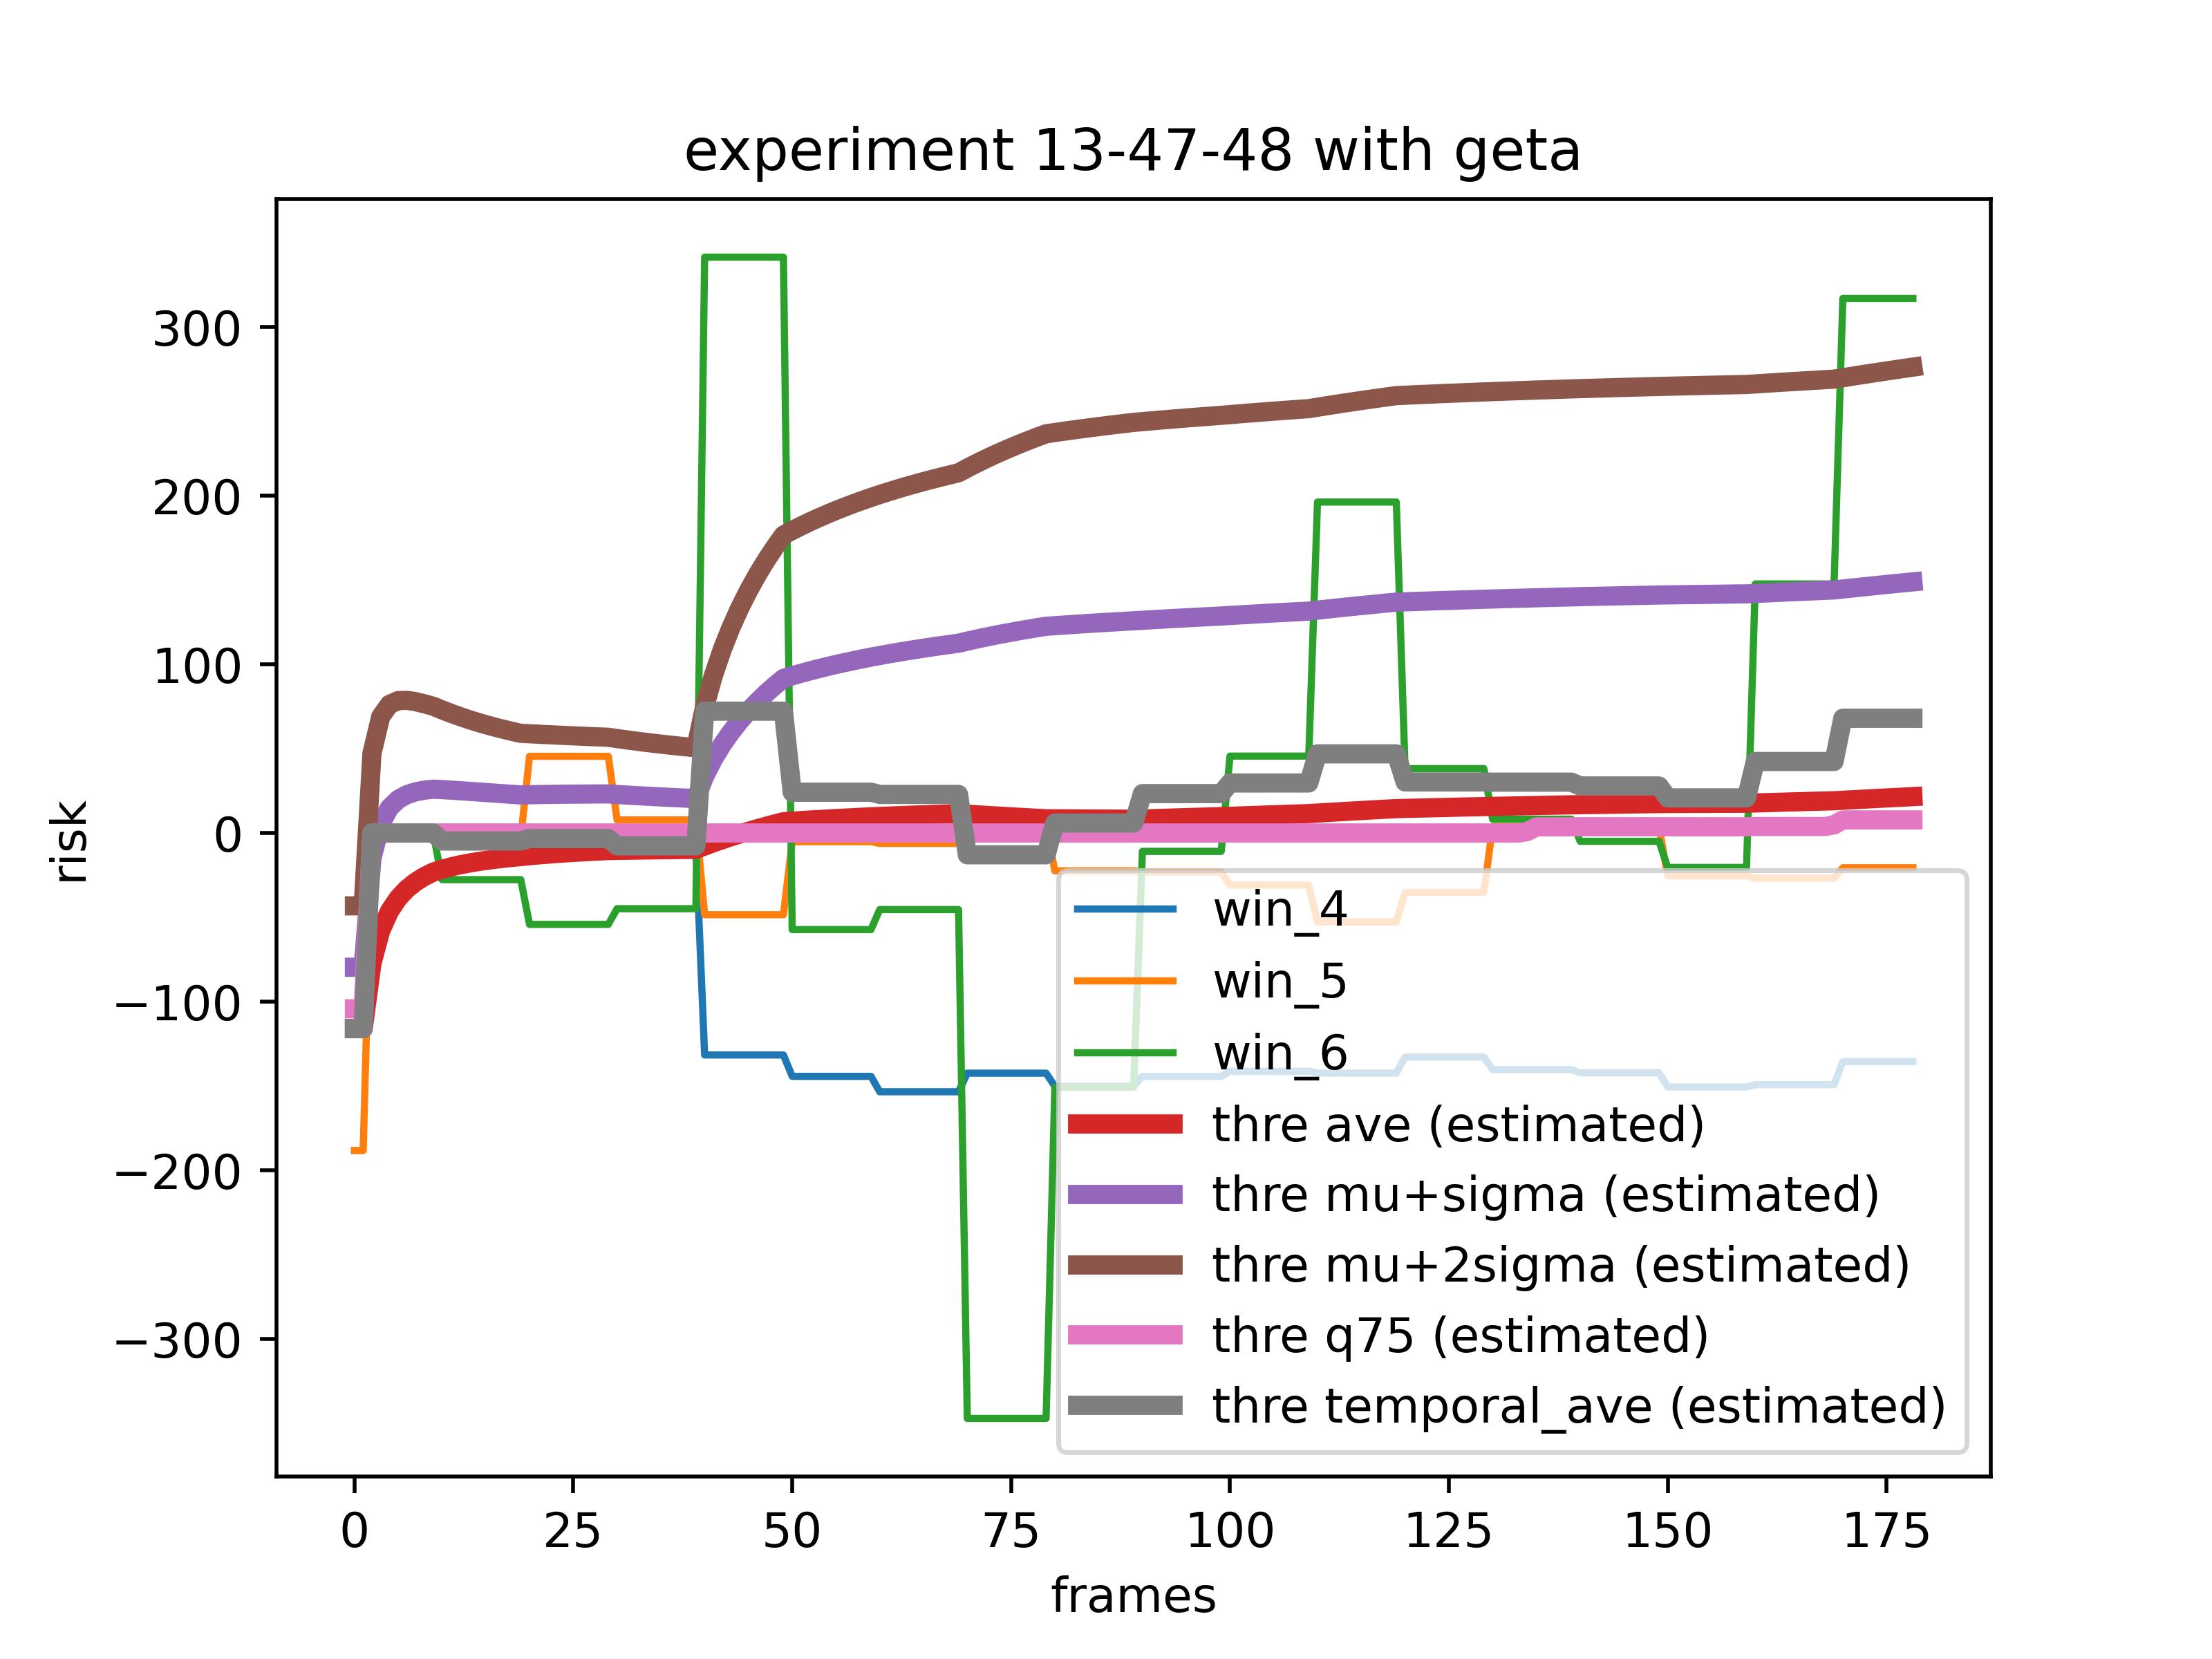 experiment 13-47-48 with geta
risk
300
200
100
0
−100
−200
−300
win_4
win_5
win_6
thre ave (estimated)
thre mu+sigma (estimated)
thre mu+2sigma (estimated)
thre q75 (estimated)
thre temporal_ave (estimated)
0 25 50 75 100 125 150 175
frames